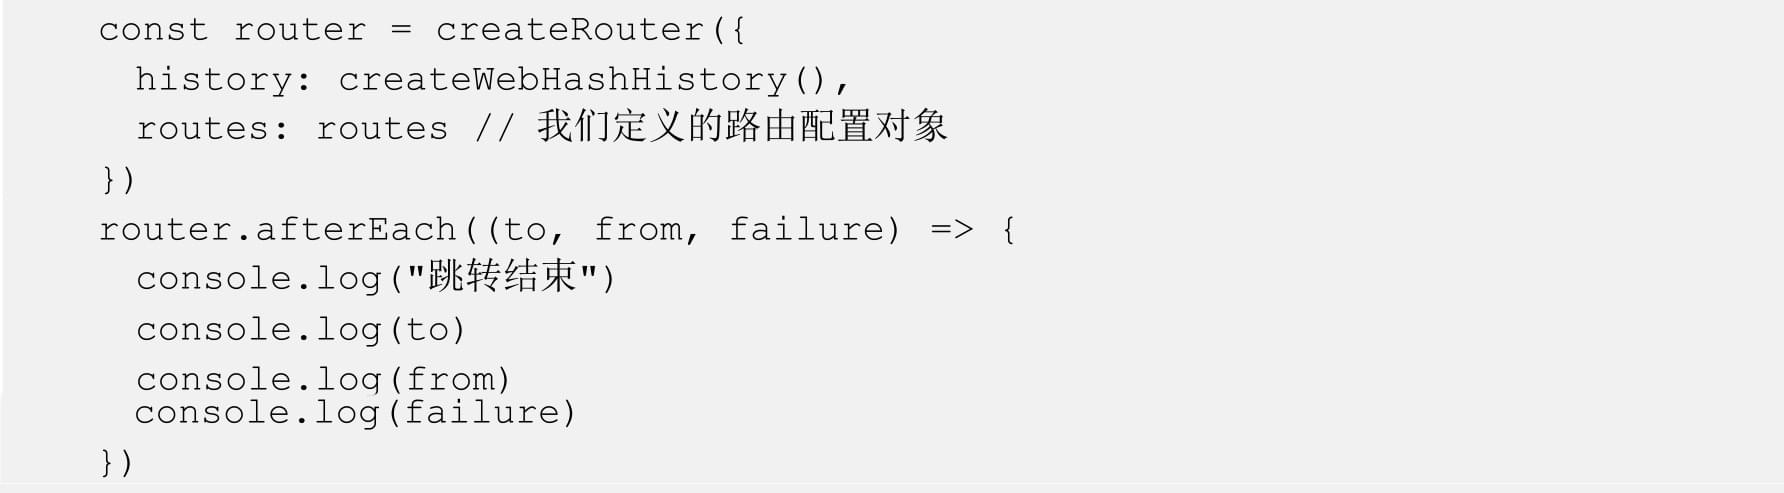 const router = createRouter({
  history: createWebHashHistory(),
  routes: routes // 我们定义的路由配置对象
})
router.afterEach((to, from, failure) => {
  console.log("跳转结束")
  console.log(to)
  console.log(from)
  console.log(failure)
})